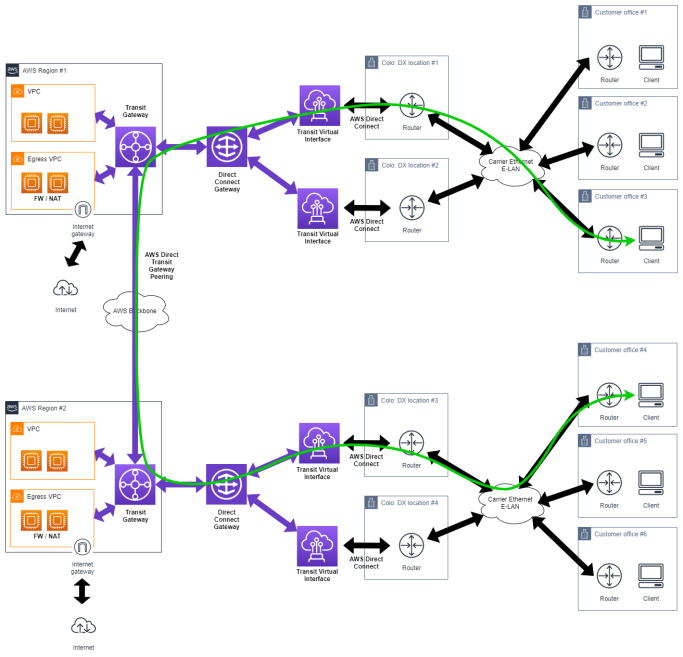 Customer office #1
Router
Client
AWS Region #1
VPC
Egress VPC
FW / NAT
Internet
gateway
Internet
Transit
Gateway
Direct
Connect
Gateway
Transit Virtual
Interface
AWS Direct
Connect
Colo: DX location #1
Router
Transit Virtual
Interface
AWS Direct
Connect
Colo: DX location #2
Router
Carrier Ethernet
E-LAN
Customer office #2
Router
Client
Customer office #3
Router
Client
AWS Direct
Transit
Gateway
Peering
AWS Backbone
AWS Region #2
VPC
Egress VPC
FW / NAT
Internet
gateway
Internet
Transit
Gateway
Direct
Connect
Gateway
Transit Virtual
Interface
AWS Direct
Connect
Colo: DX location #3
Router
Transit Virtual
Interface
AWS Direct
Connect
Colo: DX location #4
Router
Carrier Ethernet
E-LAN
Customer office #4
Router
Client
Customer office #5
Router
Client
Customer office #6
Router
Client